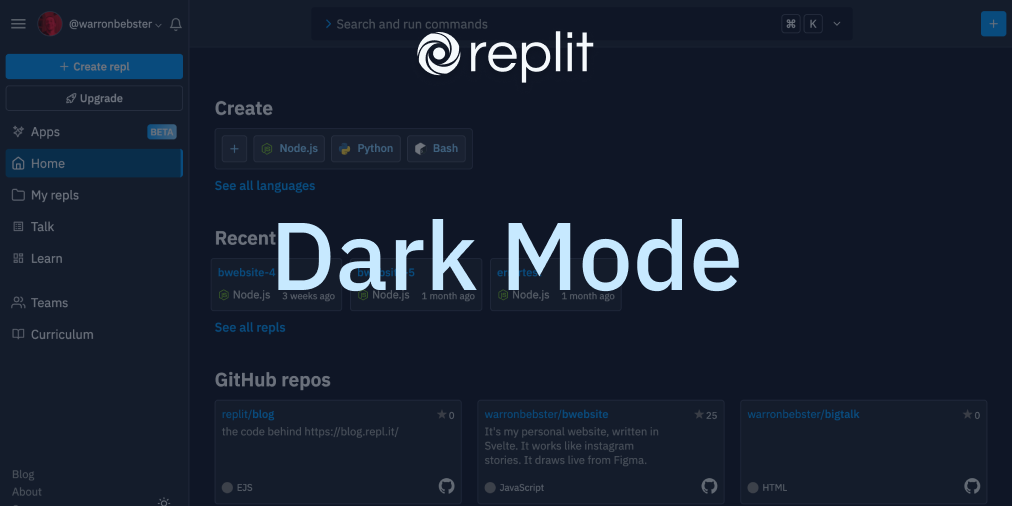 @warronbebster
Search and run commands
⌘ K
replit
+ Create repl
Upgrade
Apps BETA
Home
My repls
Talk
Learn
Teams
Curriculum
Blog
About
Create
+ Node.js Python Bash
See all languages
Dark Mode
Recent
bwebsite-4
Node.js 3 weeks ago
bwebsite-5
Node.js 1 month ago
Node.js 1 month ago
See all repls
GitHub repos
replit/blog 0
the code behind https://blog.repl.it/
EJS
warronbebster/bwebsite 25
It's my personal website, written in
Svelte. It works like instagram
stories. It draws live from Figma.
JavaScript
warronbebster/bigtalk 0
HTML